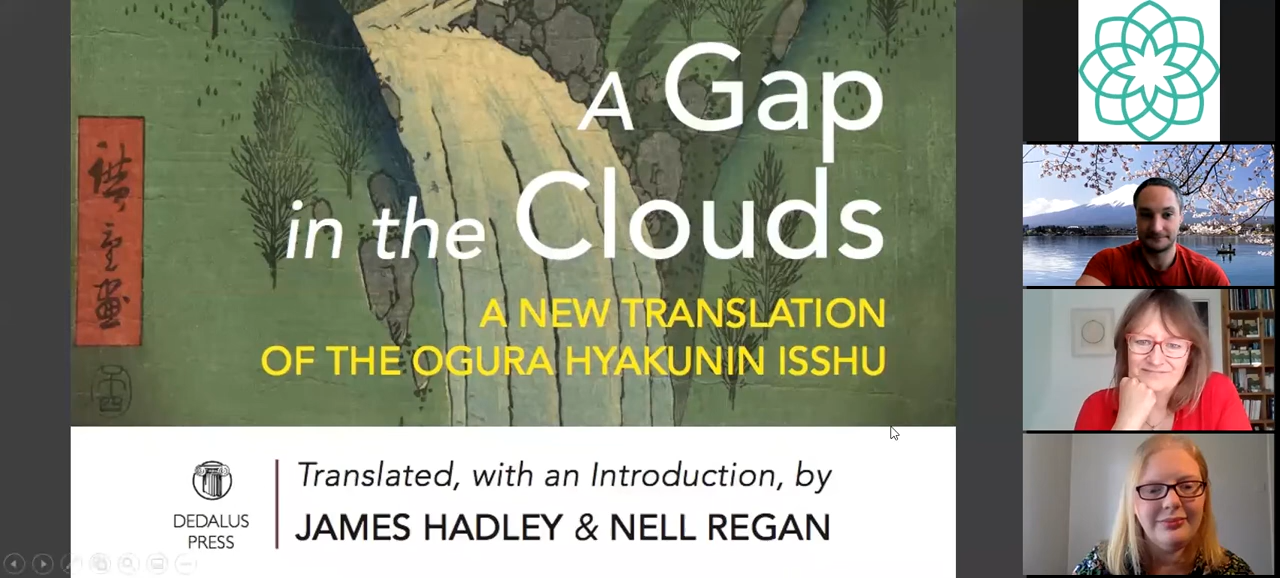 A Gap
in the Clouds
A NEW TRANSLATION
OF THE OGURA HYAKUNIN ISSHU
Translated, with an Introduction, by
JAMES HADLEY & NELL REGAN
DEDALUS
PRESS